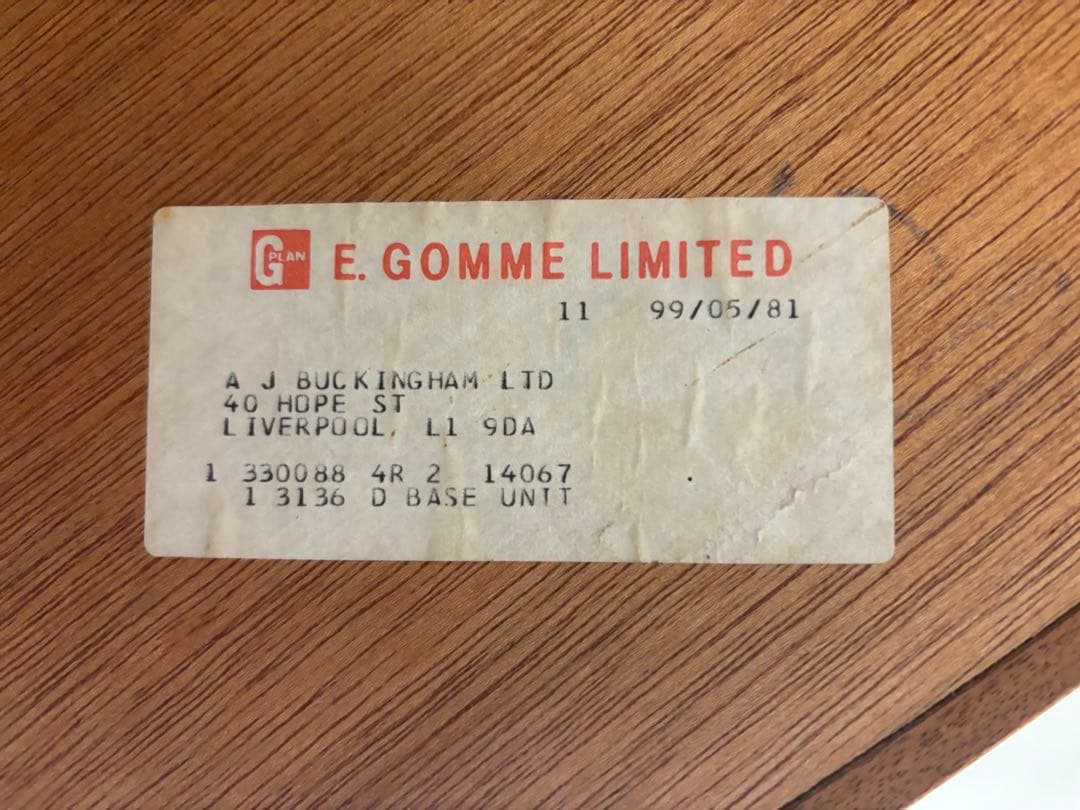 G PLAN E. GOMME LIMITED
11 99/05/81
A J BUCKINGHAM LTD
40 HOPE ST
LIVERPOOL, L1 9DA
1 330088 4R 2 14067
1 3136 D BASE UNIT